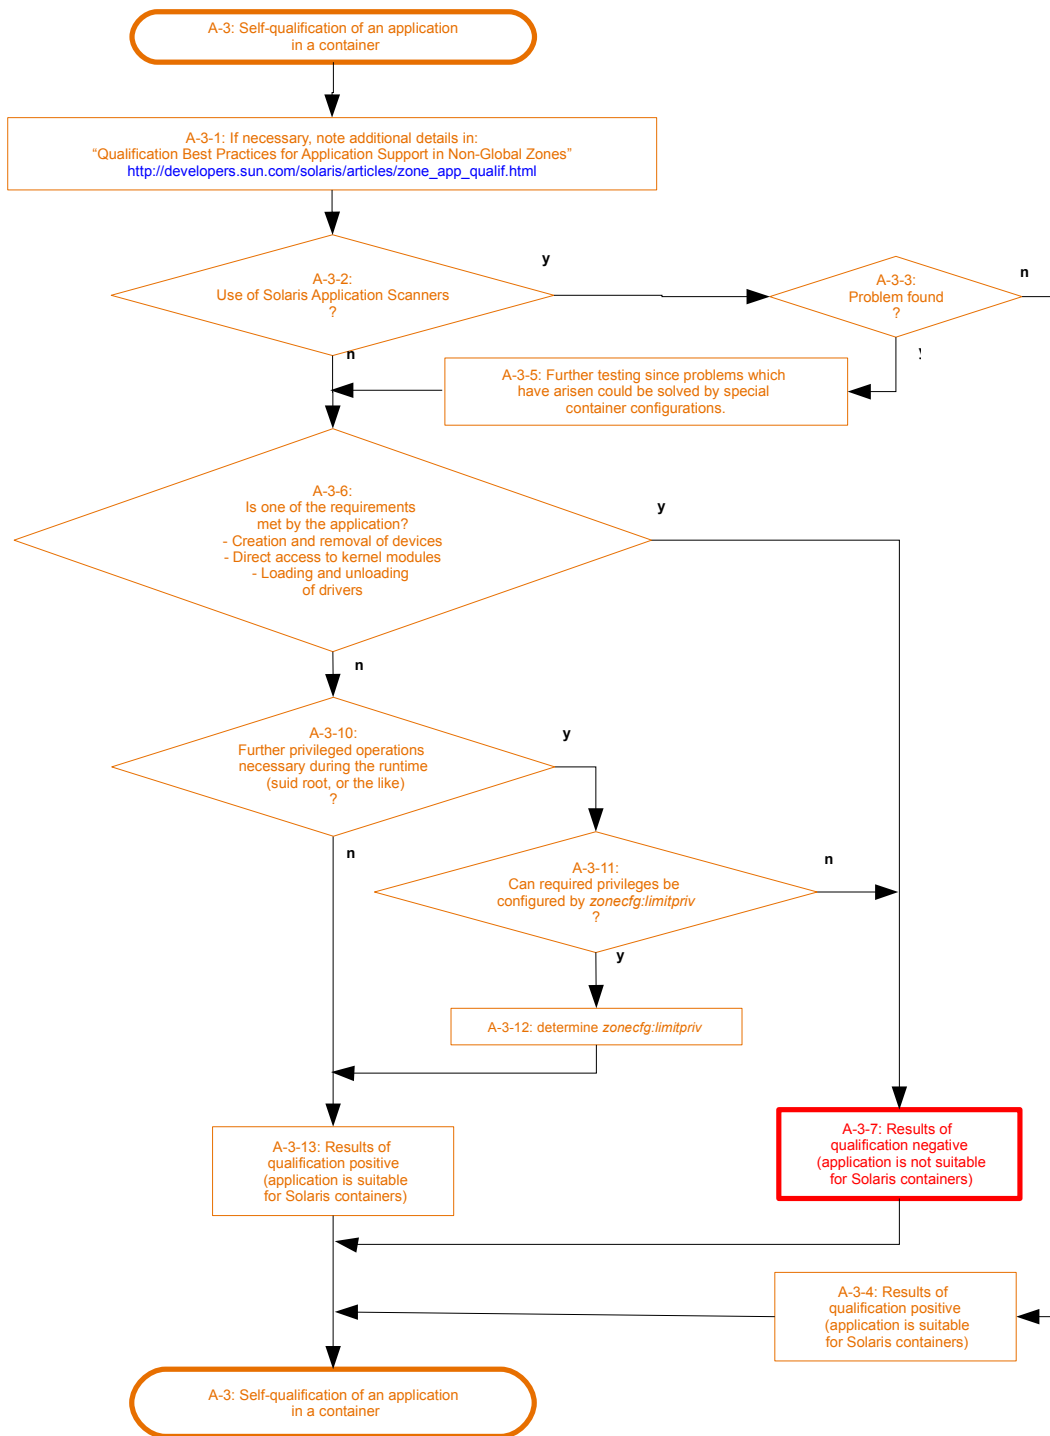 A-3: Self-qualification of an application
in a container
A-3-1: If necessary, note additional details in:
“Qualification Best Practices for Application Support in Non-Global Zones”
http://developers.sun.com/solaris/articles/zone_app_qualif.html
A-3-2:
Use of Solaris Application Scanners
?
y
A-3-3:
Problem found
?
n
n
A-3-5: Further testing since problems which
have arisen could be solved by special
container configurations.
A-3-6:
Is one of the requirements
met by the application?
- Creation and removal of devices
- Direct access to kernel modules
- Loading and unloading
of drivers
y
n
A-3-10:
Further privileged operations
necessary during the runtime
(suid root, or the like)
?
y
n
A-3-11:
Can required privileges be
configured by zonecfg:limitpriv
?
n
y
A-3-12: determine zonecfg:limitpriv
A-3-13: Results of
qualification positive
(application is suitable
for Solaris containers)
A-3-7: Results of
qualification negative
(application is not suitable
for Solaris containers)
A-3-4: Results of
qualification positive
(application is suitable
for Solaris containers)
A-3: Self-qualification of an application
in a container